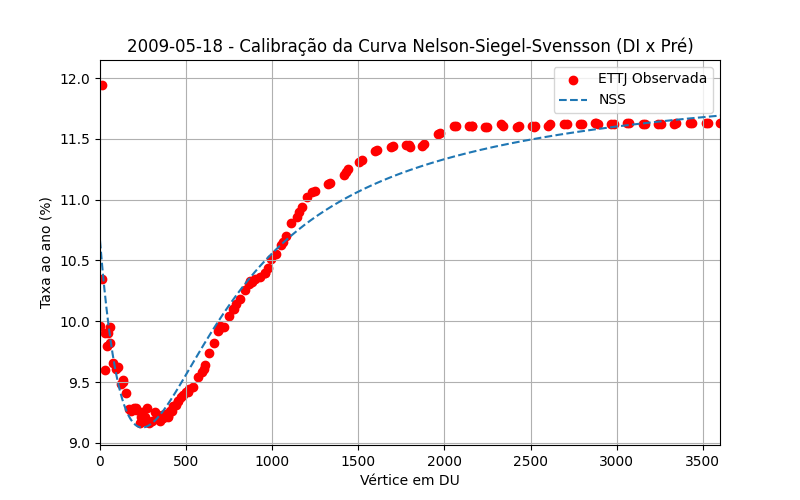 2009-05-18 - Calibração da Curva Nelson-Siegel-Svensson (DI x Pré)
ETTJ Observada
NSS
Taxa ao ano (%)
12.0
11.5
11.0
10.5
10.0
9.5
9.0
0 500 1000 1500 2000 2500 3000 3500
Vértice em DU